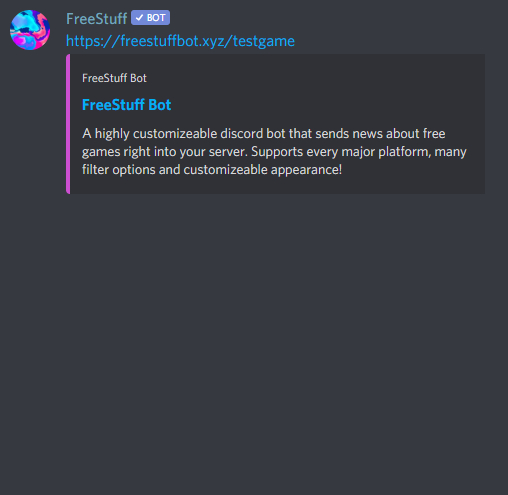 FreeStuff BOT
https://freestuffbot.xyz/testgame
FreeStuff Bot
FreeStuff Bot
A highly customizeable discord bot that sends news about free
games right into your server. Supports every major platform, many
filter options and customizeable appearance!